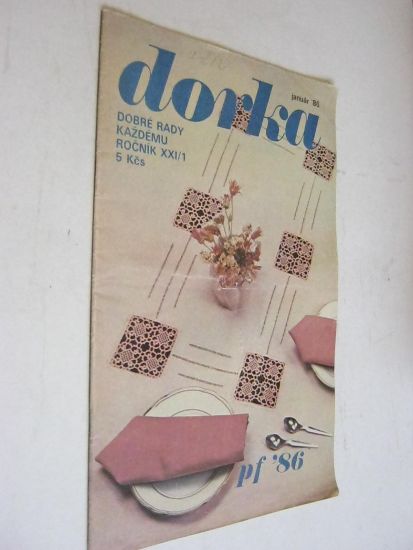 dorka
január '86
DOBRÉ RADY
KAŽDÉMU
ROČNÍK XXI/1
5 Kčs
pf '86